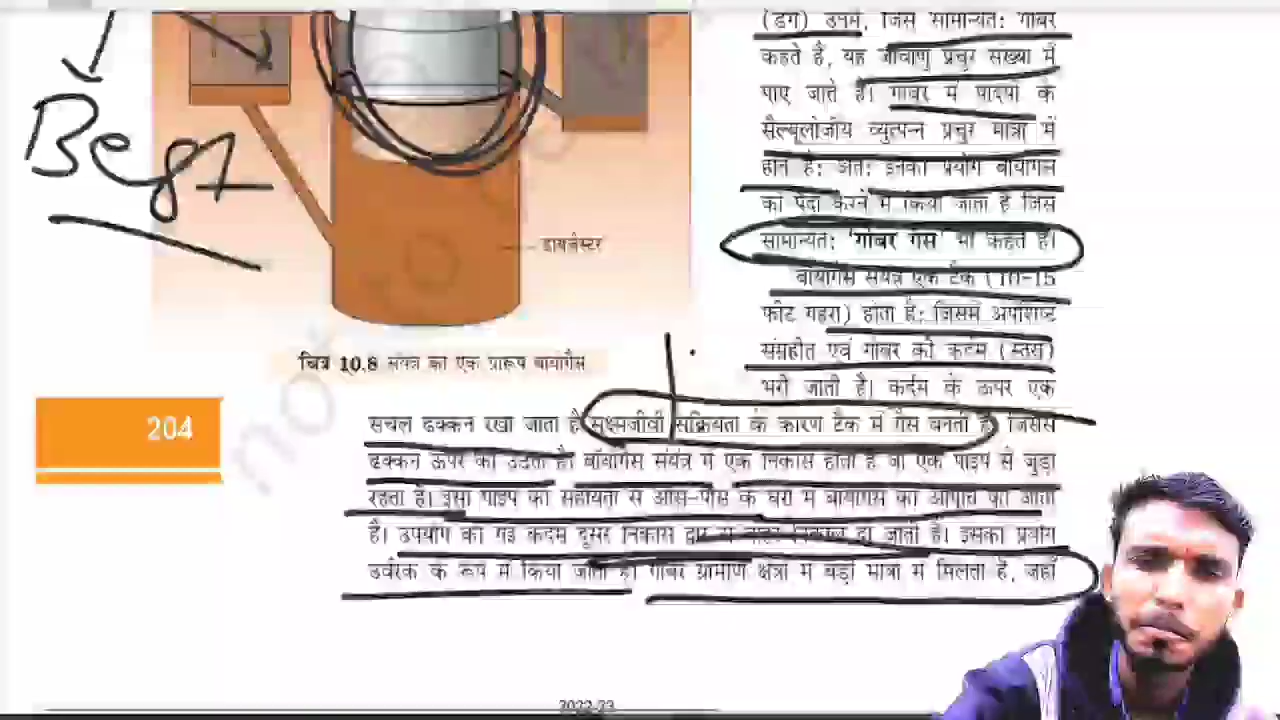 Best
(डंग) उनमें, जिसे सामान्यत: गोबर
कहते हैं, यह जीवाणु प्रचुर संख्या में
पाए जाते हैं। गोबर में पादपों के
सैल्यूलोजीय व्युत्पन्न प्रचुर मात्रा में
होते हैं; अत: इनका प्रयोग बायोगैस
को पैदा करने में किया जाता है जिसे
सामान्यत: 'गोबर गैस' भी कहते हैं।
बायोगैस संयंत्र एक टैंक (10-15
फीट गहरा) होता है; जिसमें अपशिष्ट
संग्रहीत एवं गोबर की कर्दम (स्लरी)
भरी जाती है। कर्दम के ऊपर एक
डायजेस्टर
चित्र 10.8 संयंत्र का एक प्रारूप बायोगैस
204
सचल ढक्कन रखा जाता है सूक्ष्मजीवी सक्रियता के कारण टैंक में गैस बनती है, जिससे
ढक्कन ऊपर को उठता है। बायोगैस संयंत्र में एक निकास होता है जो एक पाइप से जुड़ा
रहता है। इसी पाइप की सहायता से आस-पास के घरों में बायोगैस की आपूर्ति की जाती
है। उपयोग की गई कर्दम दूसरे निकास द्वार से बाहर निकाल दी जाती है। इसका प्रयोग
उर्वरक के रूप में किया जाता है। गोबर ग्रामीण क्षेत्रों में बड़ी मात्रा में मिलता है, जहाँ
2022-23